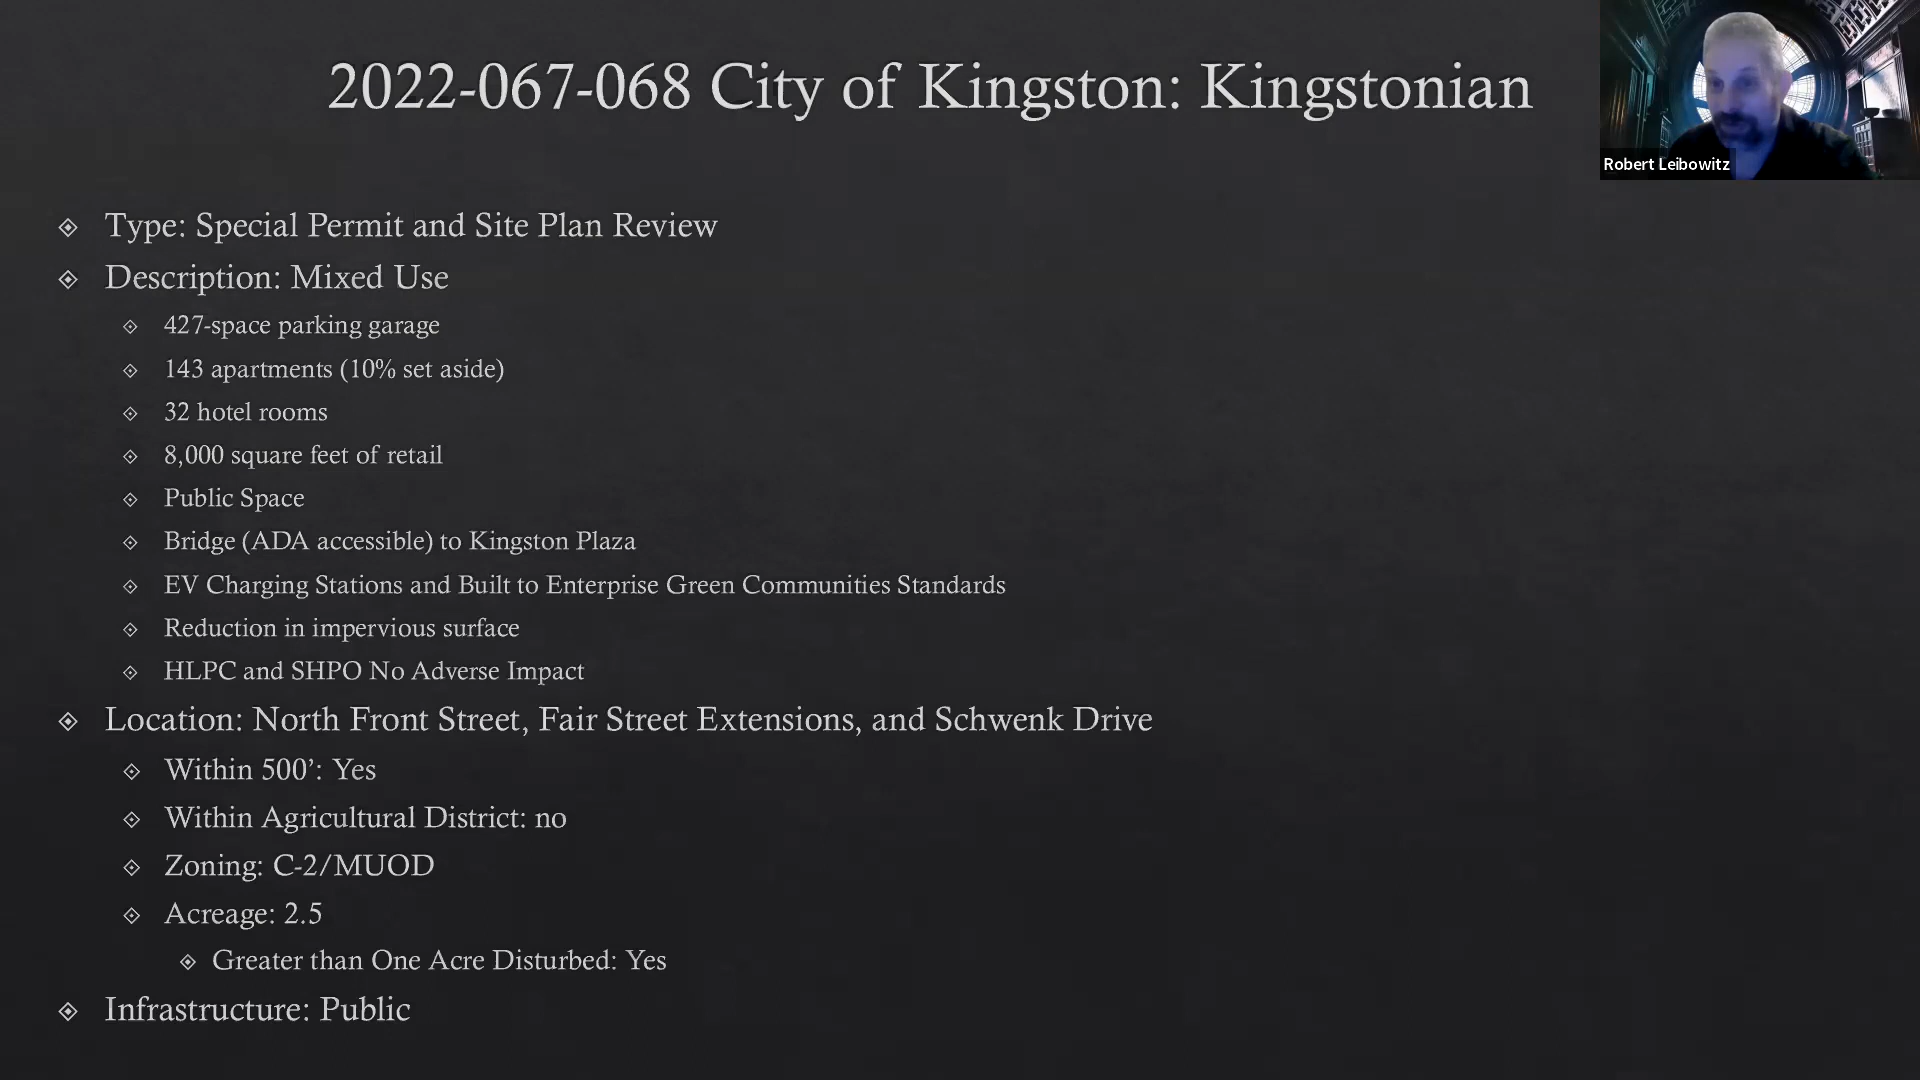 2022-067-068 City of Kingston: Kingstonian
Robert Leibowitz
Type: Special Permit and Site Plan Review
Description: Mixed Use
427-space parking garage
143 apartments (10% set aside)
32 hotel rooms
8,000 square feet of retail
Public Space
Bridge (ADA accessible) to Kingston Plaza
EV Charging Stations and Built to Enterprise Green Communities Standards
Reduction in impervious surface
HLPC and SHPO No Adverse Impact
Location: North Front Street, Fair Street Extensions, and Schwenk Drive
Within 500’: Yes
Within Agricultural District: no
Zoning: C-2/MUOD
Acreage: 2.5
Greater than One Acre Disturbed: Yes
Infrastructure: Public